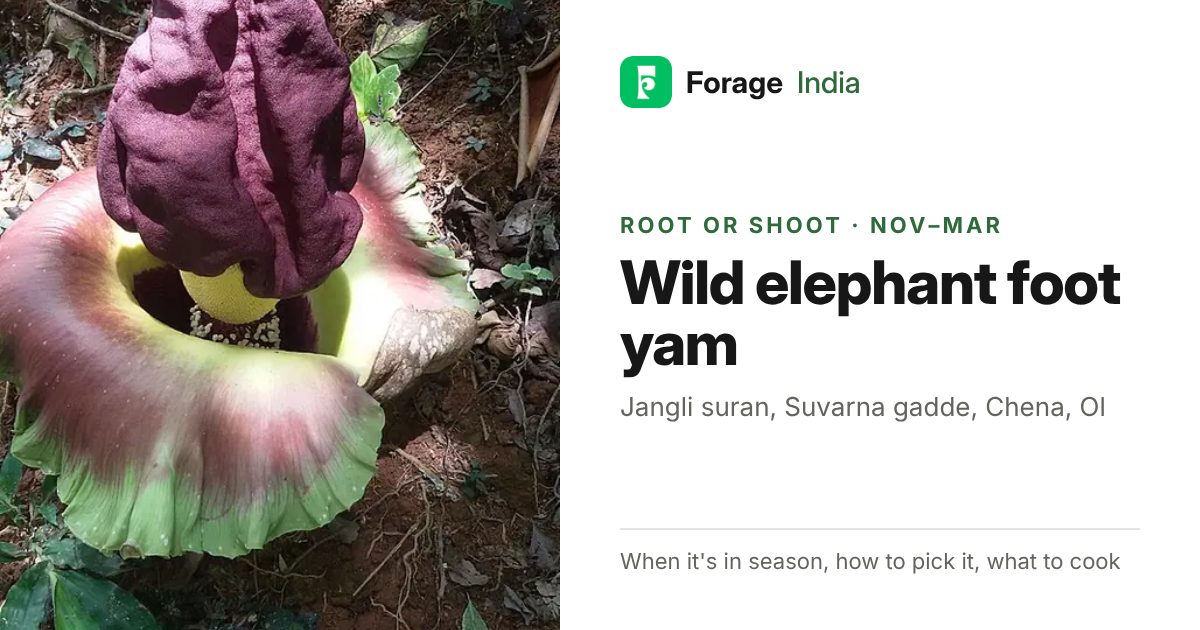 Forage India
ROOT OR SHOOT · NOV–MAR
Wild elephant foot
yam
Jangli suran, Suvarna gadde, Chena, Ol
When it's in season, how to pick it, what to cook